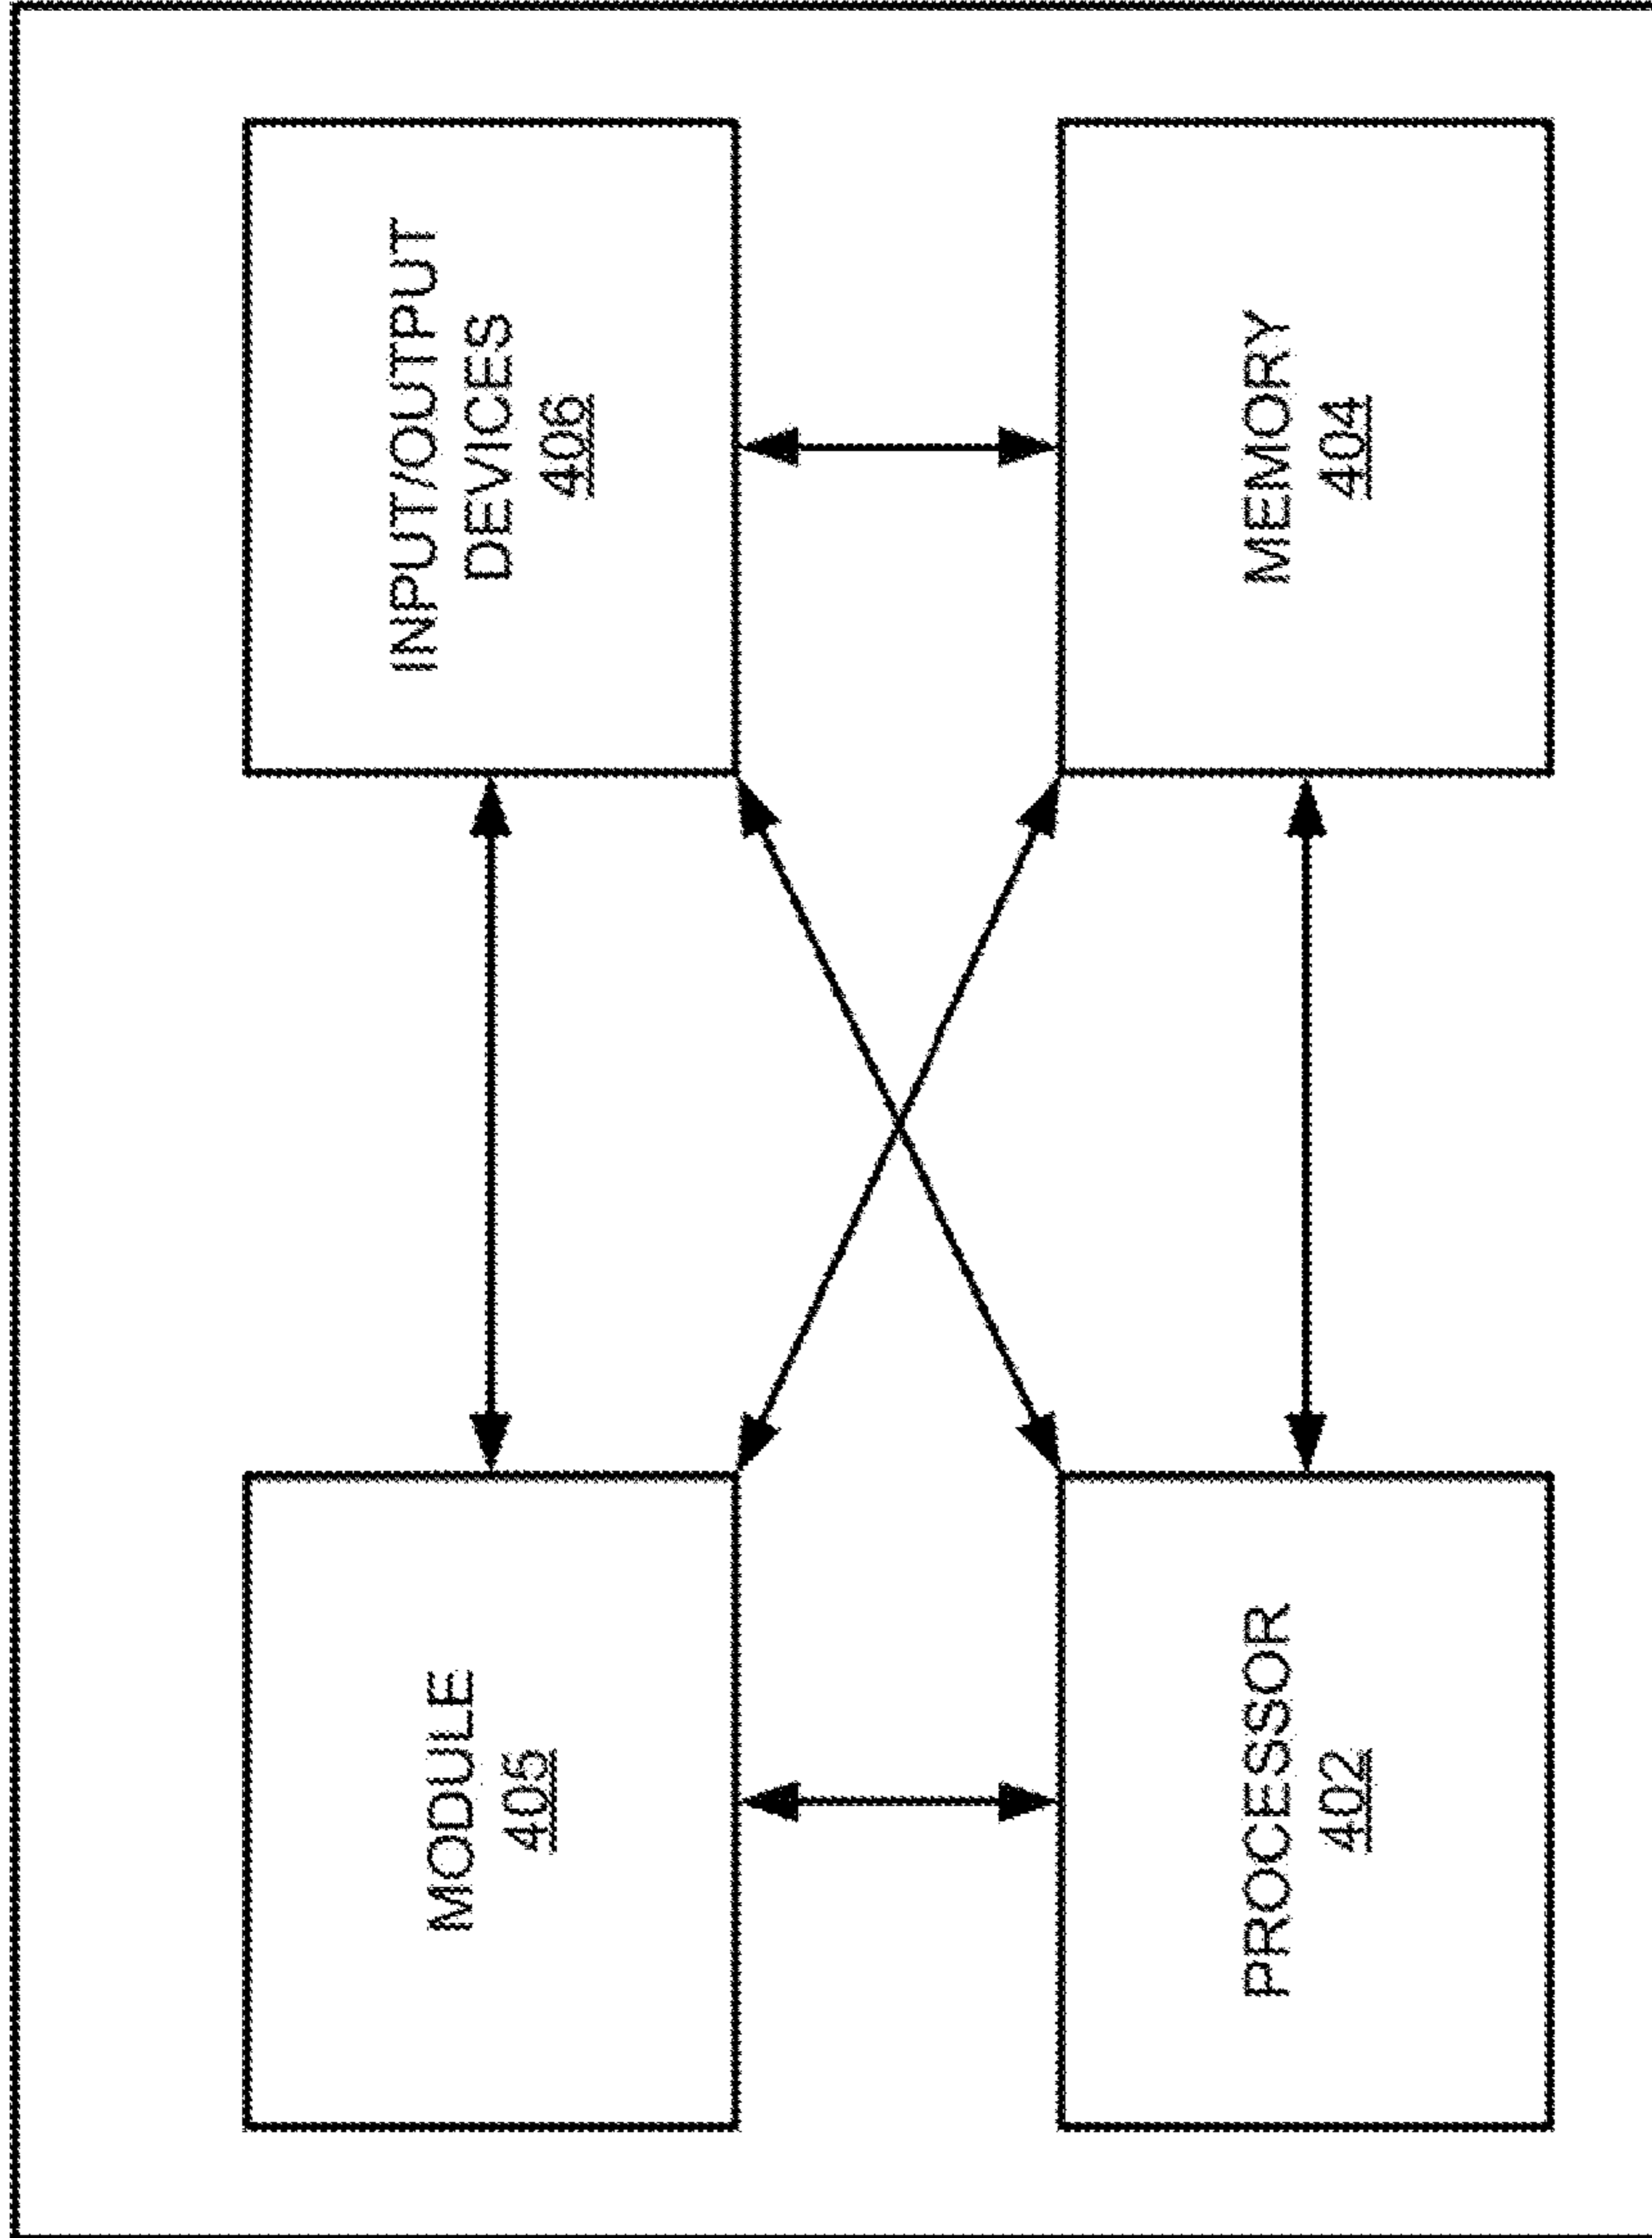 MODULE
405
INPUT/OUTPUT
DEVICES
406
PROCESSOR
402
MEMORY
404